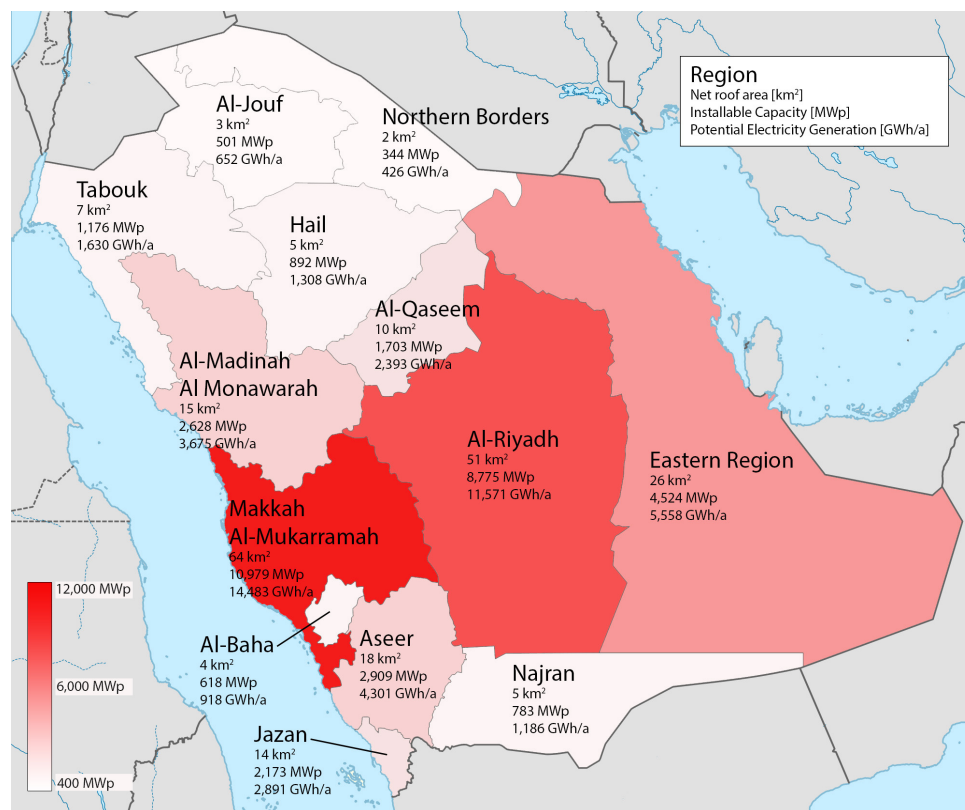 Region
Net roof area [km²]
Installable Capacity [MWp]
Potential Electricity Generation [GWh/a]
Al-Jouf
3 km²
501 MWp
652 GWh/a
Northern Borders
2 km²
344 MWp
426 GWh/a
Tabouk
7 km²
1,176 MWp
1,630 GWh/a
Hail
5 km²
892 MWp
1,308 GWh/a
Al-Qaseem
10 km²
1,703 MWp
2,393 GWh/a
Al-Madinah
Al Monawarah
15 km²
2,628 MWp
3,675 GWh/a
Al-Riyadh
51 km²
8,775 MWp
11,571 GWh/a
Eastern Region
26 km²
4,524 MWp
5,558 GWh/a
Makkah
Al-Mukarramah
64 km²
10,979 MWp
14,483 GWh/a
Al-Baha
4 km²
618 MWp
918 GWh/a
Aseer
18 km²
2,909 MWp
4,301 GWh/a
Najran
5 km²
783 MWp
1,186 GWh/a
Jazan
14 km²
2,173 MWp
2,891 GWh/a
12,000 MWp
6,000 MWp
400 MWp